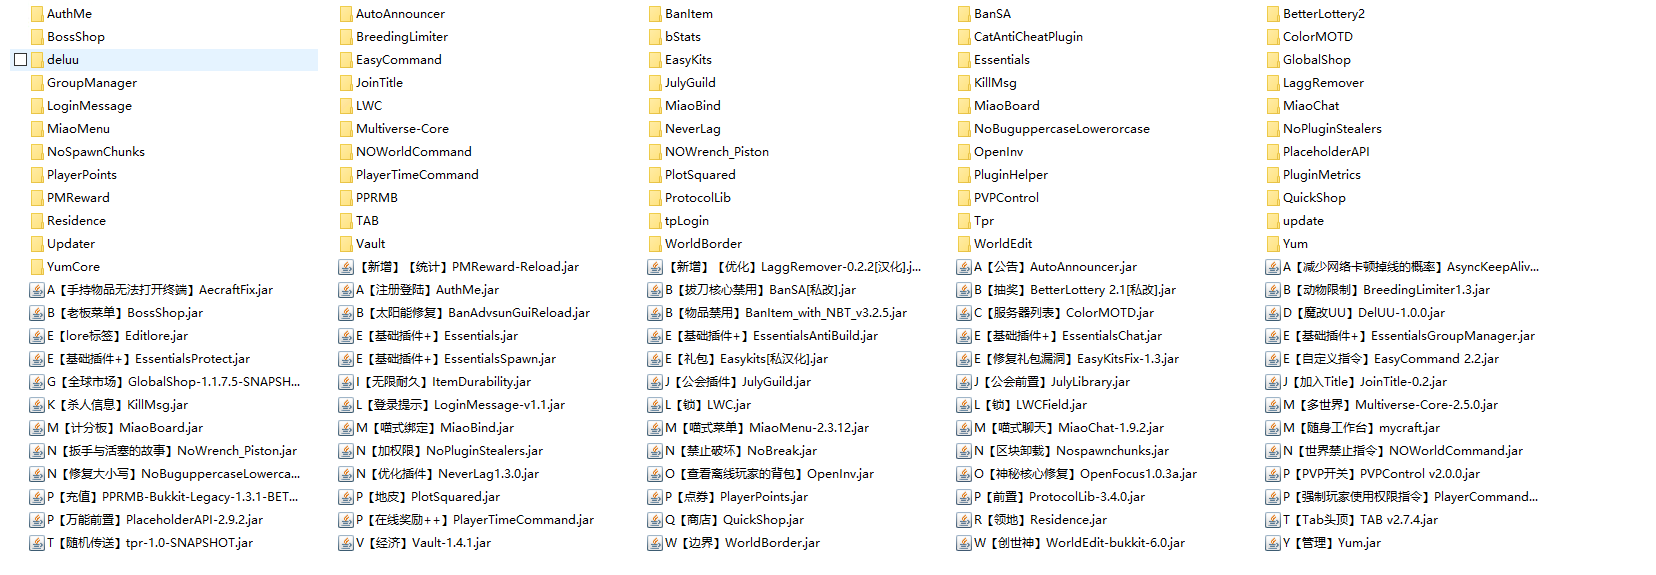 AuthMe
AutoAnnouncer
BanItem
BanSA
BetterLottery2
BossShop
BreedingLimiter
bStats
CatAntiCheatPlugin
ColorMOTD
deluu
EasyCommand
EasyKits
Essentials
GlobalShop
GroupManager
JoinTitle
JulyGuild
KillMsg
LaggRemover
LoginMessage
LWC
MiaoBind
MiaoBoard
MiaoChat
MiaoMenu
Multiverse-Core
NeverLag
NoBuguppercaseLowerorcase
NoPluginStealers
NoSpawnChunks
NOWorldCommand
NOWrench_Piston
OpenInv
PlaceholderAPI
PlayerPoints
PlayerTimeCommand
PlotSquared
PluginHelper
PluginMetrics
PMReward
PPRMB
ProtocolLib
PVPControl
QuickShop
Residence
TAB
tpLogin
Tpr
update
Updater
Vault
WorldBorder
WorldEdit
Yum
YumCore
【新增】【统计】PMReward-Reload.jar
【新增】【优化】LaggRemover-0.2.2[汉化].j...
A【公告】AutoAnnouncer.jar
A【减少网络卡顿掉线的概率】AsyncKeepAliv...
A【手持物品无法打开终端】AecraftFix.jar
A【注册登陆】AuthMe.jar
B【拔刀核心禁用】BanSA[私改].jar
B【抽奖】BetterLottery 2.1[私改].jar
B【动物限制】BreedingLimiter1.3.jar
B【老板菜单】BossShop.jar
B【太阳能修复】BanAdvsunGuiReload.jar
B【物品禁用】BanItem_with_NBT_v3.2.5.jar
C【服务器列表】ColorMOTD.jar
D【魔改UU】DelUU-1.0.0.jar
E【lore标签】Editlore.jar
E【基础插件+】Essentials.jar
E【基础插件+】EssentialsAntiBuild.jar
E【基础插件+】EssentialsChat.jar
E【基础插件+】EssentialsGroupManager.jar
E【基础插件+】EssentialsProtect.jar
E【基础插件+】EssentialsSpawn.jar
E【礼包】Easykits[私汉化].jar
E【修复礼包漏洞】EasyKitsFix-1.3.jar
E【自定义指令】EasyCommand 2.2.jar
G【全球市场】GlobalShop-1.1.7.5-SNAPSH...
I【无限耐久】ItemDurability.jar
J【公会插件】JulyGuild.jar
J【公会前置】JulyLibrary.jar
J【加入Title】JoinTitle-0.2.jar
K【杀人信息】KillMsg.jar
L【登录提示】LoginMessage-v1.1.jar
L【锁】LWC.jar
L【锁】LWCField.jar
M【多世界】Multiverse-Core-2.5.0.jar
M【计分板】MiaoBoard.jar
M【喵式绑定】MiaoBind.jar
M【喵式菜单】MiaoMenu-2.3.12.jar
M【喵式聊天】MiaoChat-1.9.2.jar
M【随身工作台】mycraft.jar
N【扳手与活塞的故事】NoWrench_Piston.jar
N【加权限】NoPluginStealers.jar
N【禁止破坏】NoBreak.jar
N【区块卸载】Nospawnchunks.jar
N【世界禁止指令】NOWorldCommand.jar
N【修复大小写】NoBuguppercaseLowerca...
N【优化插件】NeverLag1.3.0.jar
O【查看离线玩家的背包】OpenInv.jar
O【神秘核心修复】OpenFocus1.0.3a.jar
P【PVP开关】PVPControl v2.0.0.jar
P【充值】PPRMB-Bukkit-Legacy-1.3.1-BET...
P【地皮】PlotSquared.jar
P【点券】PlayerPoints.jar
P【前置】ProtocolLib-3.4.0.jar
P【强制玩家使用权限指令】PlayerCommand...
P【万能前置】PlaceholderAPI-2.9.2.jar
P【在线奖励++】PlayerTimeCommand.jar
Q【商店】QuickShop.jar
R【领地】Residence.jar
T【Tab头顶】TAB v2.7.4.jar
T【随机传送】tpr-1.0-SNAPSHOT.jar
V【经济】Vault-1.4.1.jar
W【边界】WorldBorder.jar
W【创世神】WorldEdit-bukkit-6.0.jar
Y【管理】Yum.jar